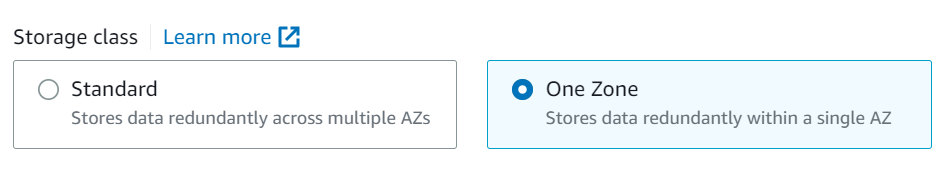 Storage class Learn more
Standard
Stores data redundantly across multiple AZs
One Zone
Stores data redundantly within a single AZ